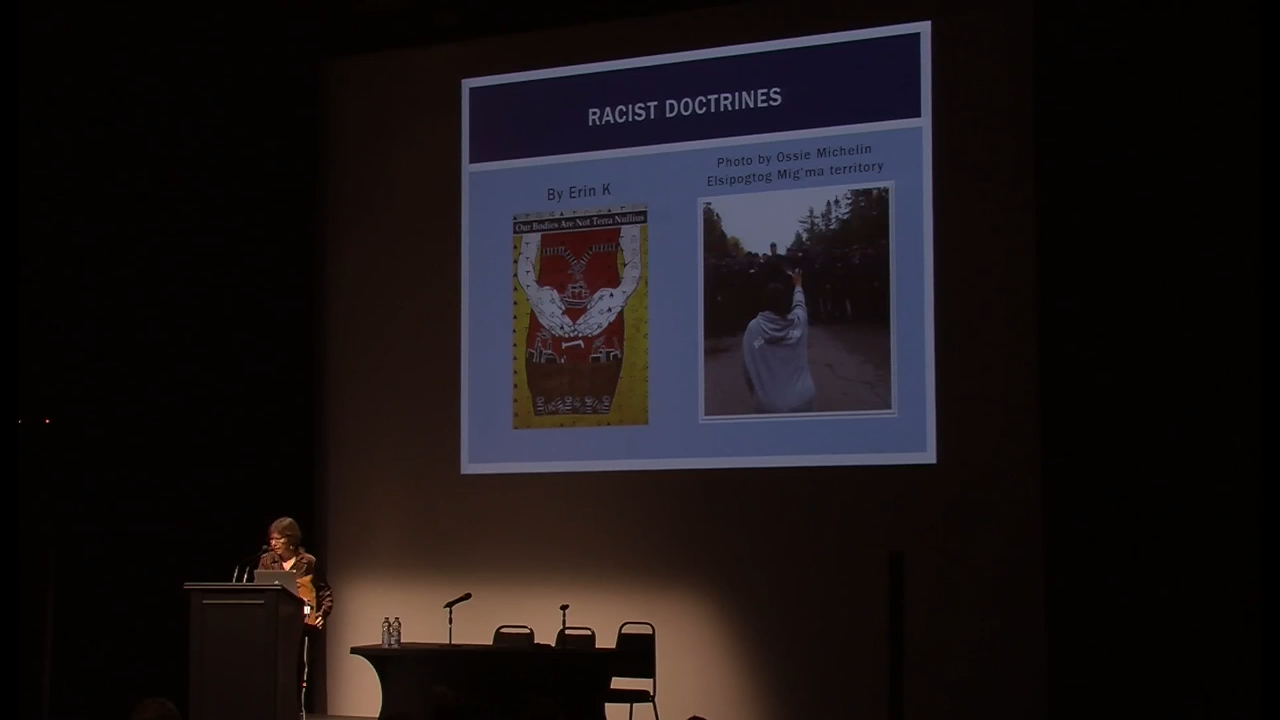 RACIST DOCTRINES
By Erin K
Our Bodies Are Not Terra Nullius
Photo by Ossie Michelin
Elsipogtog Mig'ma territory